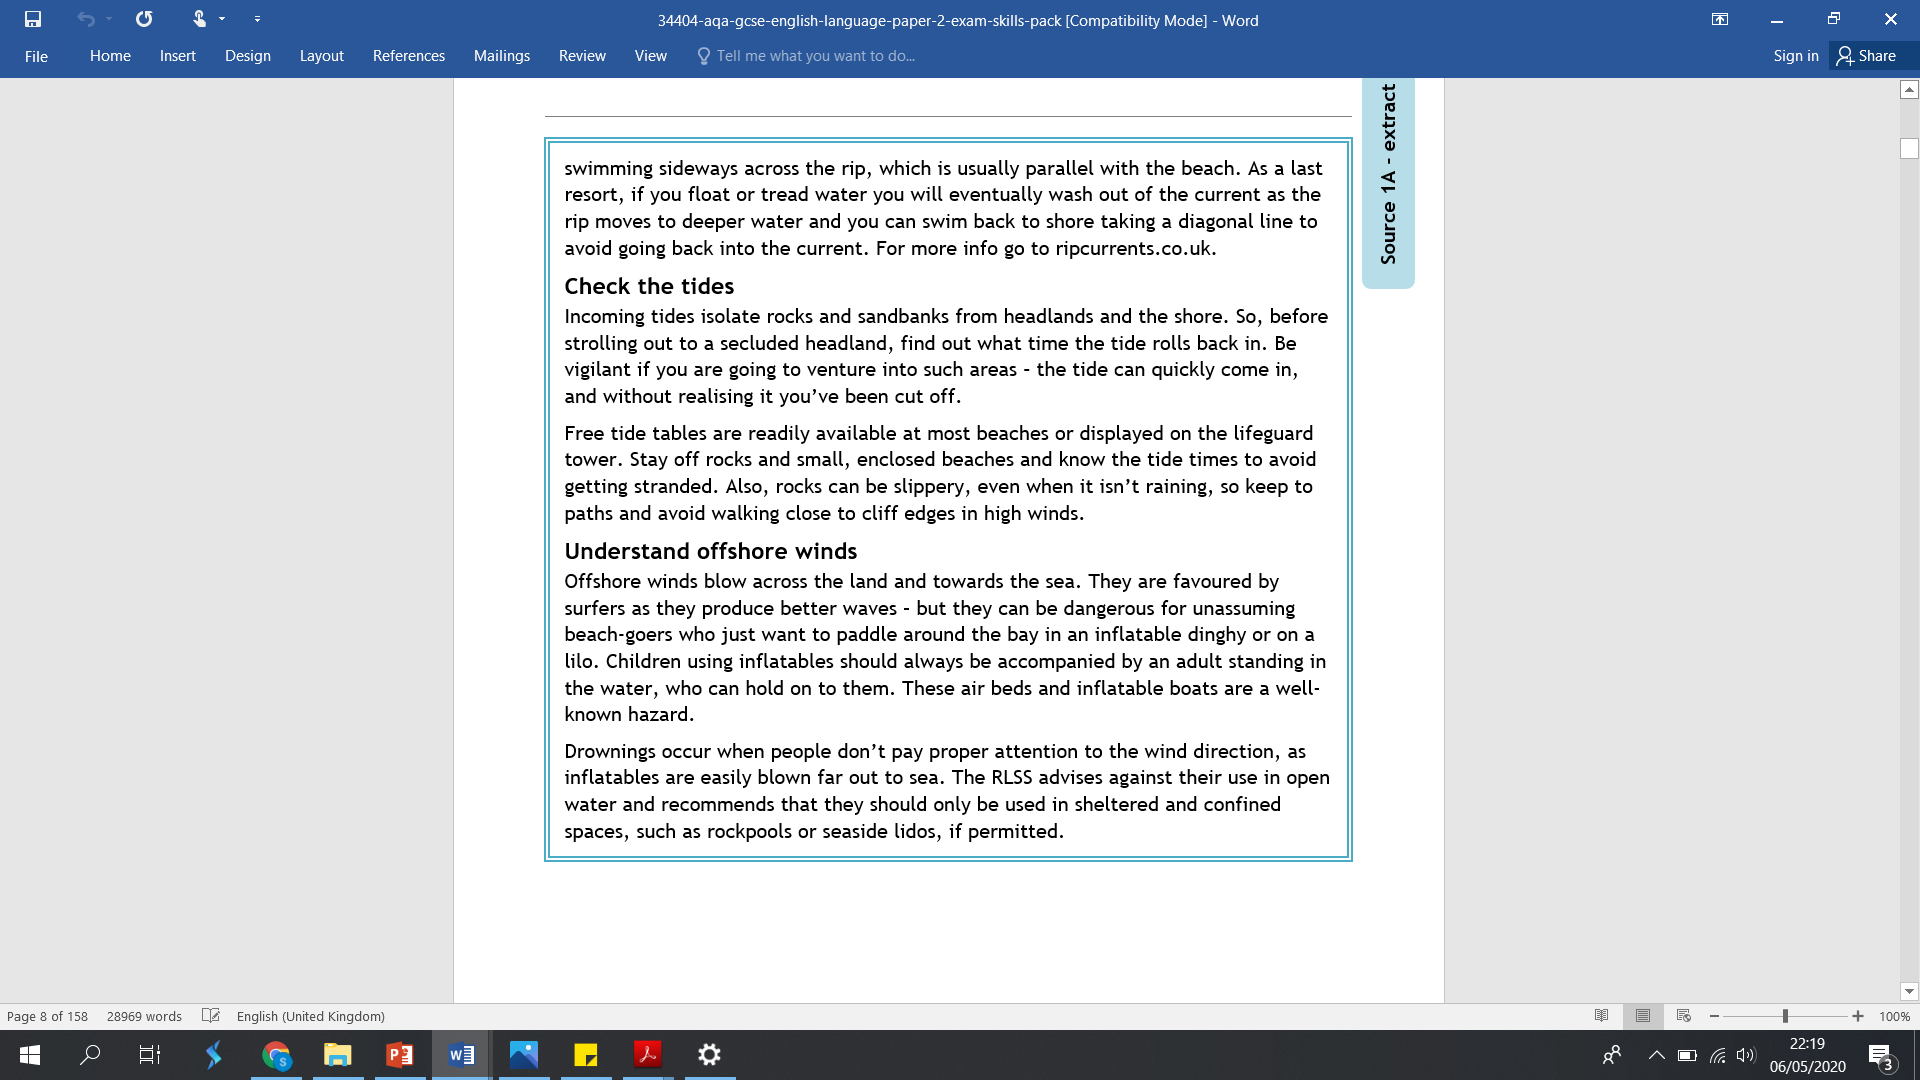 34404-aqa-gcse-english-language-paper-2-exam-skills-pack [Compatibility Mode] - Word
File Home Insert Design Layout References Mailings Review View Tell me what you want to do... Sign in Share
Source 1A - extract
swimming sideways across the rip, which is usually parallel with the beach. As a last
resort, if you float or tread water you will eventually wash out of the current as the
rip moves to deeper water and you can swim back to shore taking a diagonal line to
avoid going back into the current. For more info go to ripcurrents.co.uk.
Check the tides
Incoming tides isolate rocks and sandbanks from headlands and the shore. So, before
strolling out to a secluded headland, find out what time the tide rolls back in. Be
vigilant if you are going to venture into such areas – the tide can quickly come in,
and without realising it you’ve been cut off.
Free tide tables are readily available at most beaches or displayed on the lifeguard
tower. Stay off rocks and small, enclosed beaches and know the tide times to avoid
getting stranded. Also, rocks can be slippery, even when it isn’t raining, so keep to
paths and avoid walking close to cliff edges in high winds.
Understand offshore winds
Offshore winds blow across the land and towards the sea. They are favoured by
surfers as they produce better waves – but they can be dangerous for unassuming
beach-goers who just want to paddle around the bay in an inflatable dinghy or on a
lilo. Children using inflatables should always be accompanied by an adult standing in
the water, who can hold on to them. These air beds and inflatable boats are a well-
known hazard.
Drownings occur when people don’t pay proper attention to the wind direction, as
inflatables are easily blown far out to sea. The RLSS advises against their use in open
water and recommends that they should only be used in sheltered and confined
spaces, such as rockpools or seaside lidos, if permitted.
Page 8 of 158 28969 words English (United Kingdom) 100%
22:19
06/05/2020
3